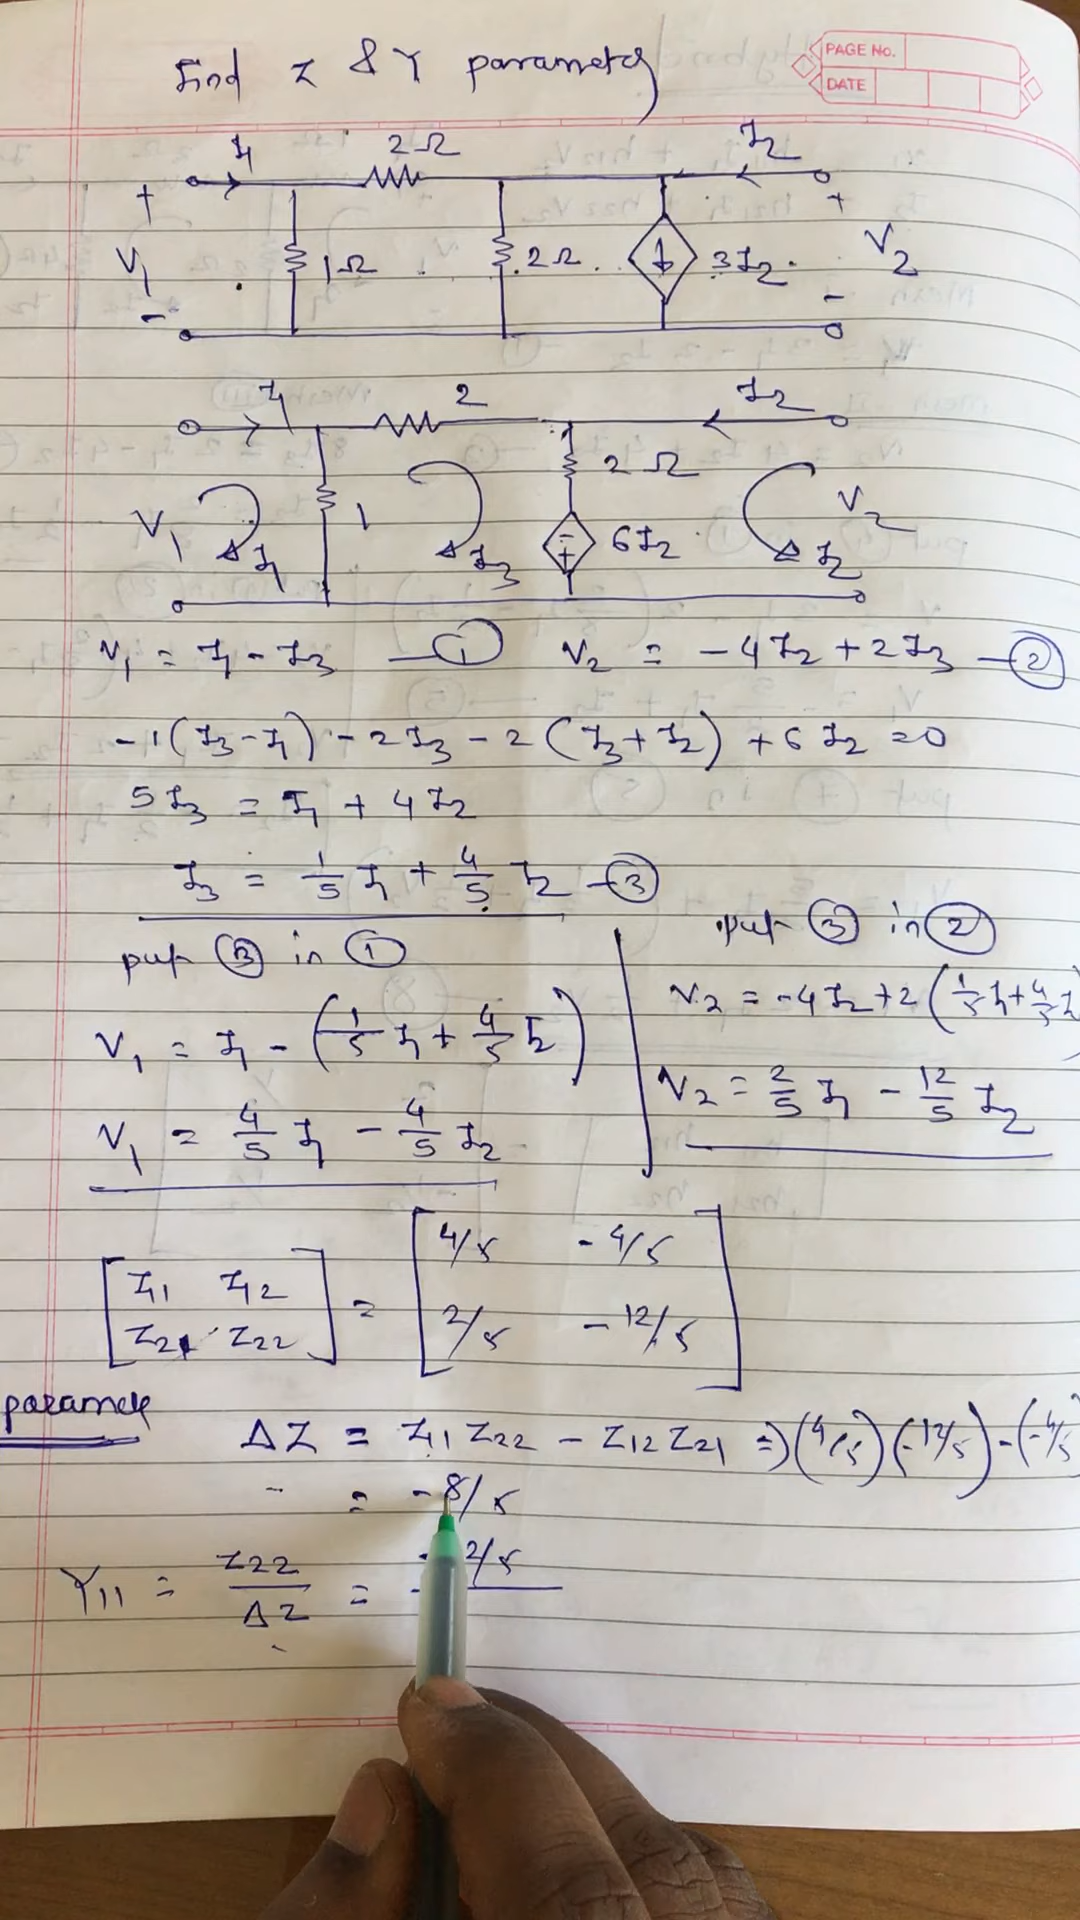 PAGE No.
DATE
Find Z & Y parameters
I1 2Ω I2
+ +
V1 1Ω 2Ω 3I2 V2
- -
I1 2 I2
2Ω
V1 1 6I2 V2
I1 I3 I2
V1 = I1 - I3 —① V2 = -4I2 + 2I3 —②
-1(I3 - I1) - 2I3 - 2(I3 + I2) + 6I2 = 0
5I3 = I1 + 4I2
I3 = 1/5 I1 + 4/5 I2 —③
put ③ in ①
V1 = I1 - (1/5 I1 + 4/5 I2)
V1 = 4/5 I1 - 4/5 I2
put ③ in ②
V2 = -4I2 + 2(1/5 I1 + 4/5 I
V2 = 2/5 I1 - 12/5 I2
[Z11 Z12 = [4/5 -4/5
Z21 Z22] 2/5 -12/5]
paramete
ΔZ = Z11 Z22 - Z12 Z21 => (4/5)(-12/5) - (-4/5
= -8/5
Y11 = Z22/ΔZ = 2/5